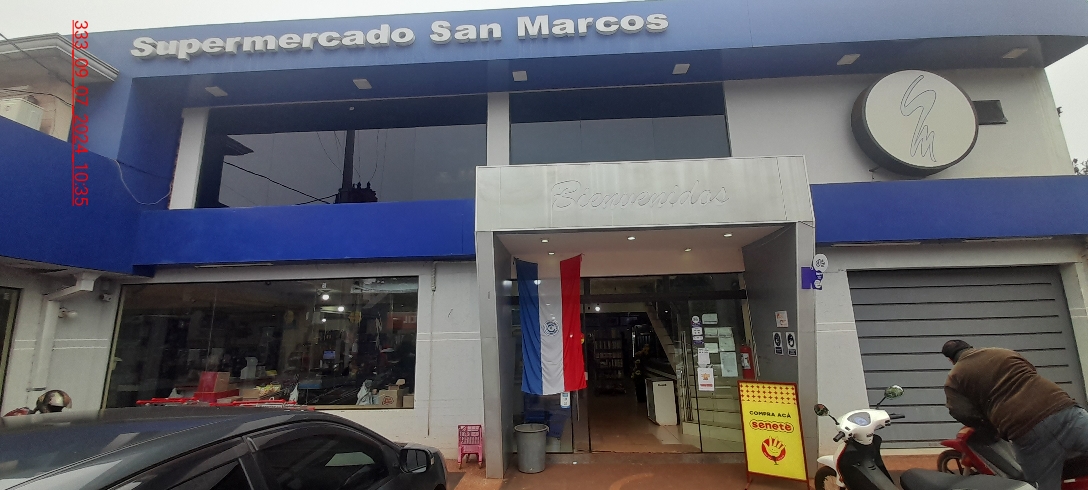 Supermercado San Marcos
SM
Bienvenidos
COMPRA ACÁ
seneté
333_09_07_2024_10:35